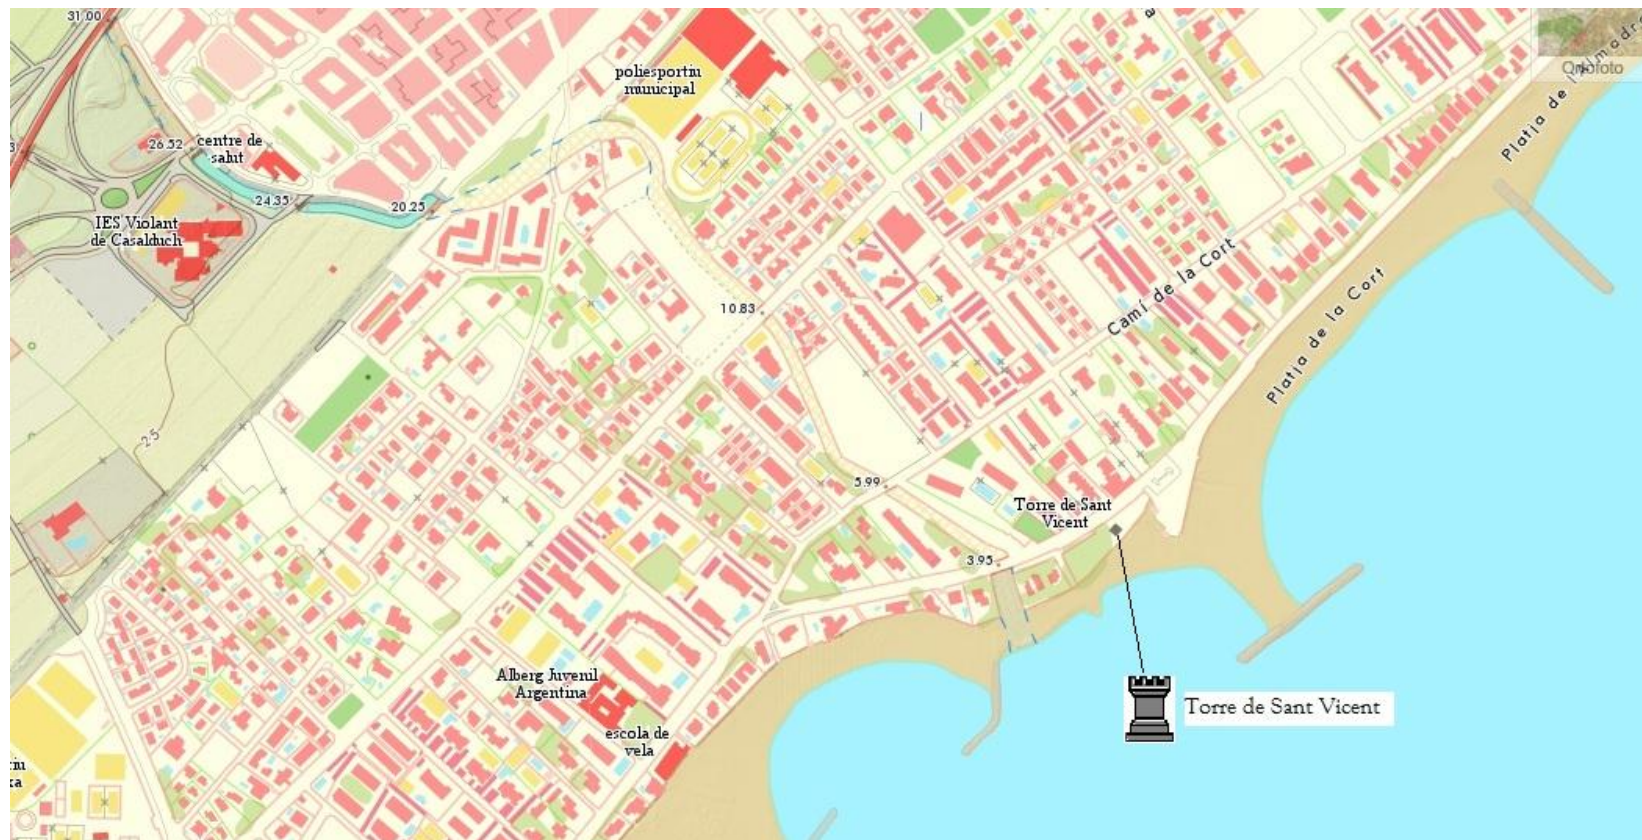 31.00
poliesportiu
municipal
Ortofoto
Platja de l'Almadra
26.52
centre de
salut
24.35
20.25
IES Violant
de Casalduch
10.83
Camí de la Cort
Platja de la Cort
25
5.99
Torre de Sant
Vicent
3.95
Alberg Juvenil
Argentina
Torre de Sant Vicent
escola de
vela